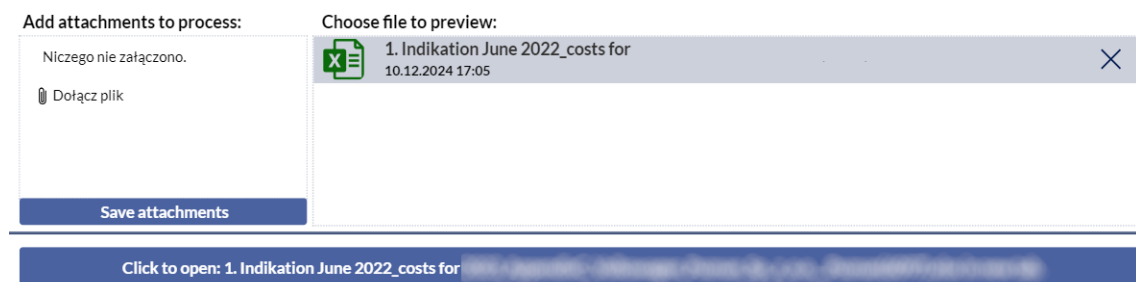 Add attachments to process:
Choose file to preview:
Niczego nie załączono.
Dołącz plik
Save attachments
1. Indikation June 2022_costs for
10.12.2024 17:05
Click to open: 1. Indikation June 2022_costs for